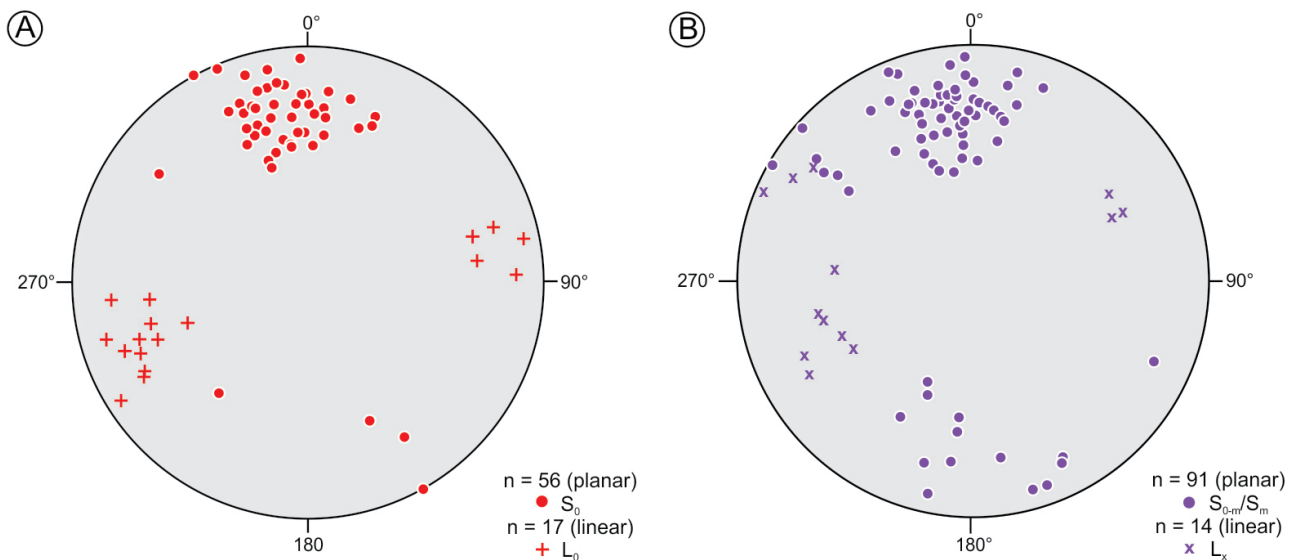 A
0°
270°
90°
180
n = 56 (planar)
S₀
n = 17 (linear)
L₀
B
0°
270°
90°
180°
n = 91 (planar)
S₀₋ₘ/Sₘ
n = 14 (linear)
Lₓ